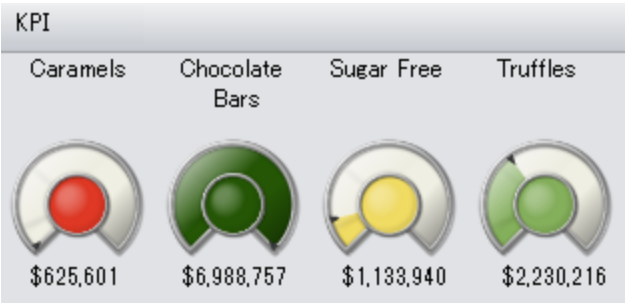 KPI
Caramels
Chocolate
Bars
Sugar Free
Truffles
$625,601
$6,988,757
$1,133,940
$2,230,216